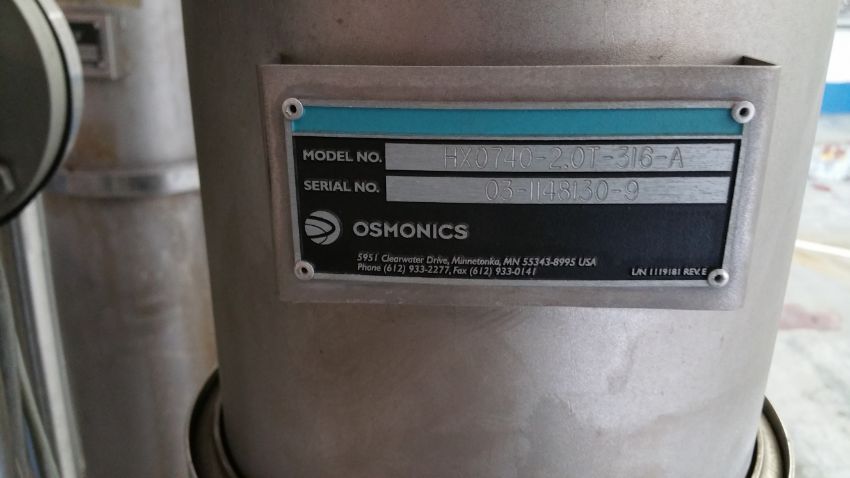 MODEL NO. HX0740-2.0T-316-A
SERIAL NO. 03-1148130-9
OSMONICS
5951 Clearwater Drive, Minnetonka, MN 55343-8995 USA
Phone (612) 933-2277, Fax (612) 933-0141
L/N 1119181 REV. E